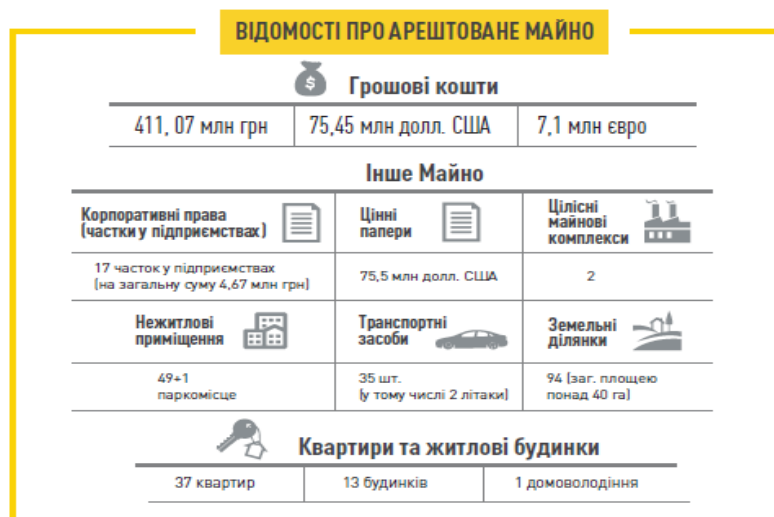 ВІДОМОСТІ ПРО АРЕШТОВАНЕ МАЙНО
$
Грошові кошти
411, 07 млн грн
75,45 млн долл. США
7,1 млн євро
Інше Майно
Корпоративні права
(частки у підприємствах)
Цінні
папери
Цілісні
майнові
комплекси
17 часток у підприємствах
(на загальну суму 4,67 млн грн)
75,5 млн долл. США
2
Нежитлові
приміщення
Транспортні
засоби
Земельні
ділянки
49+1
паркомісце
35 шт.
(у тому числі 2 літаки)
94 (заг. площею
понад 40 га)
Квартири та житлові будинки
37 квартир
13 будинків
1 домоволодіння